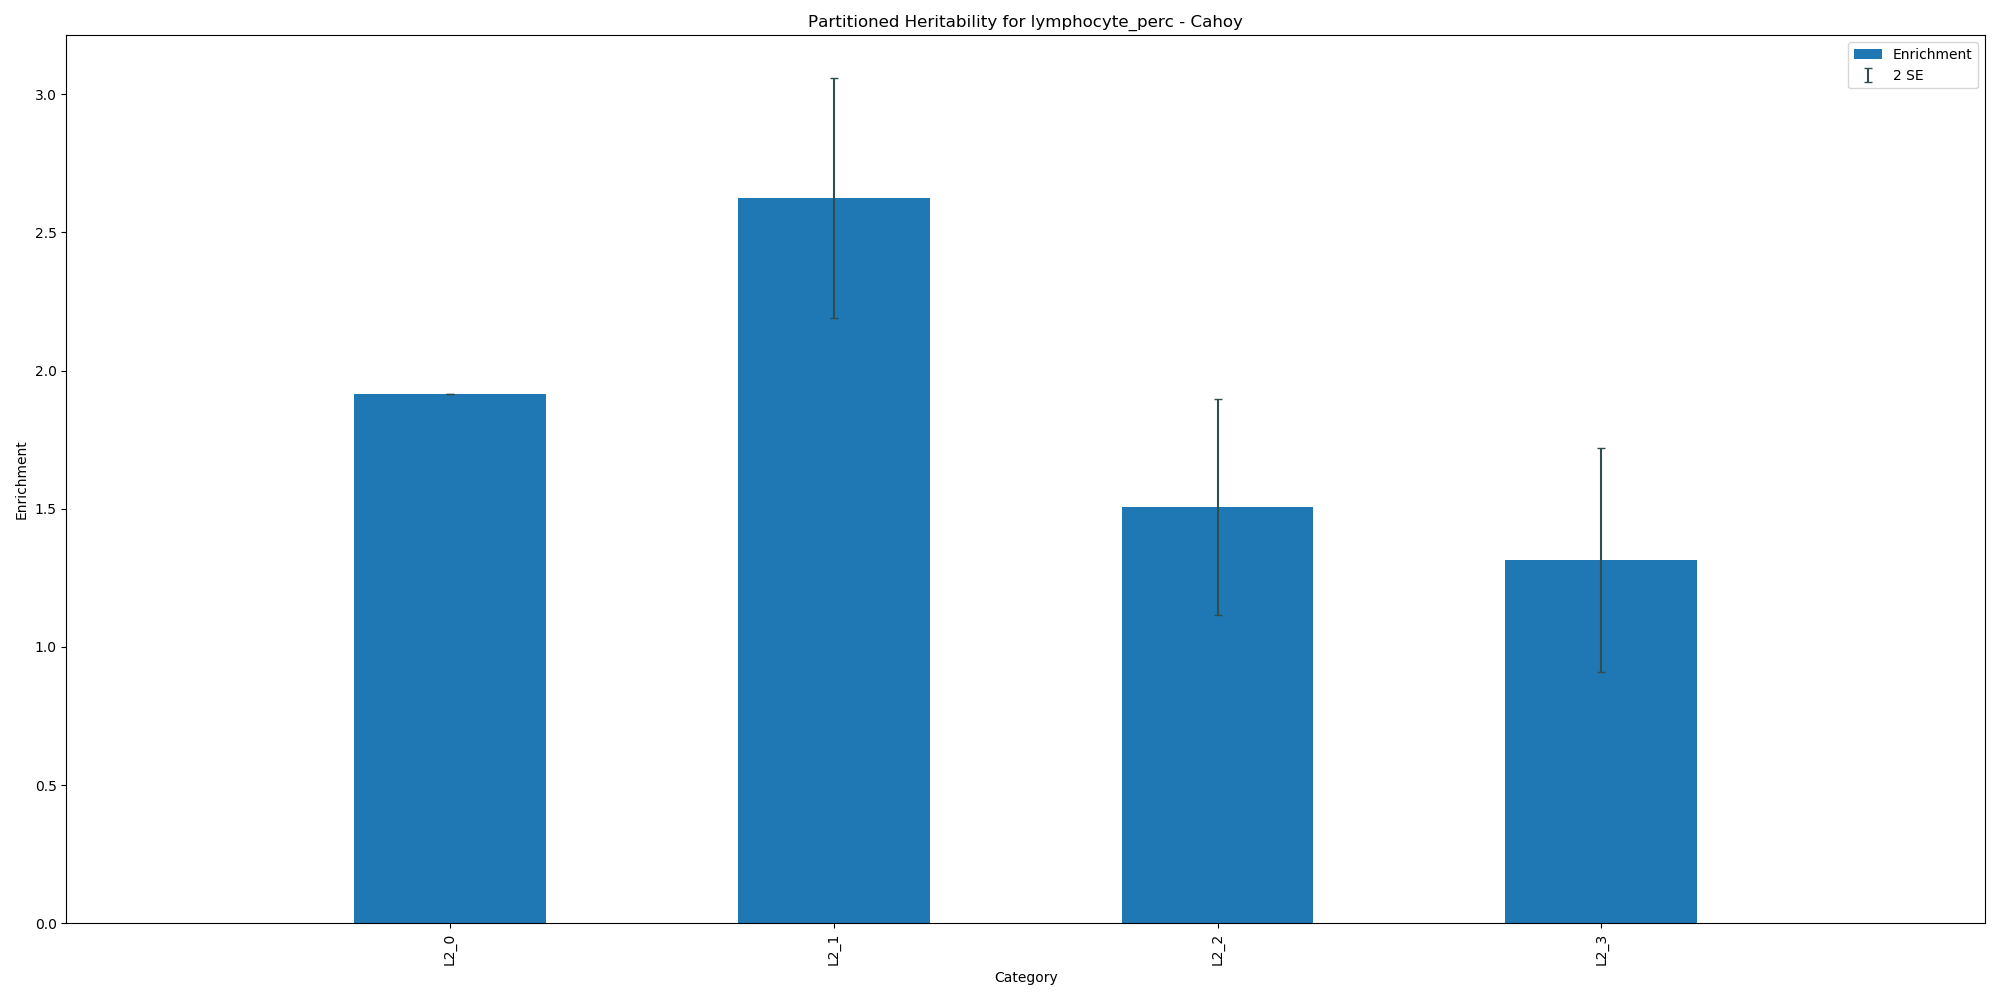 Partitioned Heritability for lymphocyte_perc - Cahoy
Enrichment
2 SE
3.0
2.5
2.0
1.5
1.0
0.5
0.0
Enrichment
L2_0
L2_1
L2_2
L2_3
Category